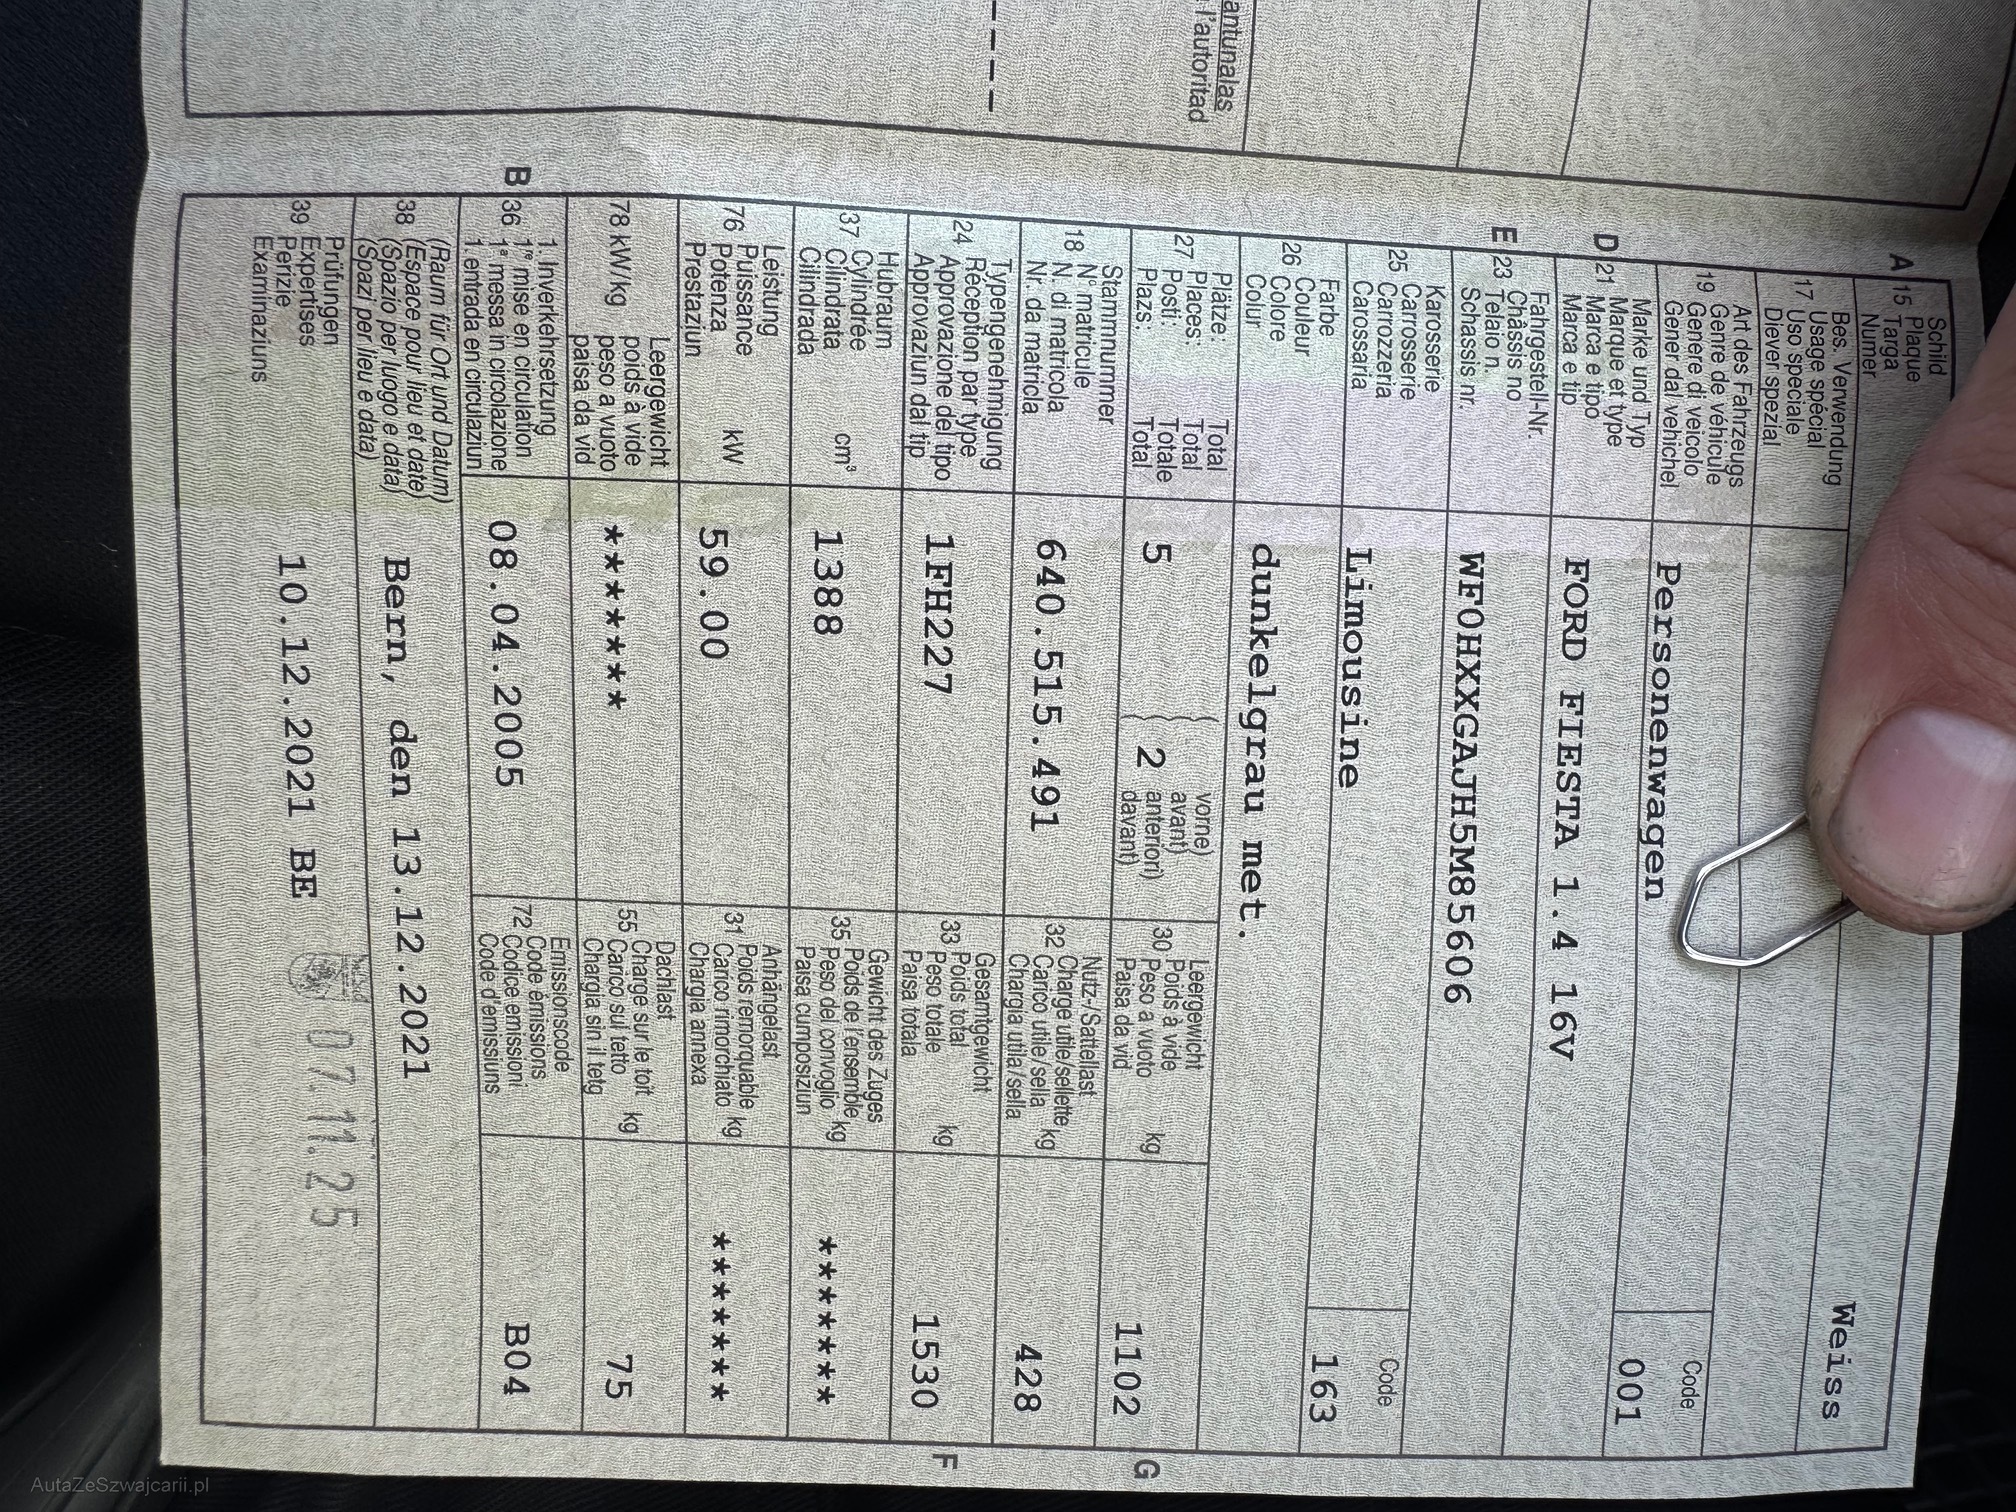 antunalas
l'autoritad
-----
A
Schild
15 Plaque
Targa
Numer
Weiss
Bes. Verwendung
17 Usage spécial
Uso speciale
Diever spezial
Art des Fahrzeugs
19 Genre de véhicule
Genere di veicolo
Gener dal vehichel
Personenwagen
Code
001
D
Marke und Typ
21 Marque et type
Marca e tipo
Marca e tip
FORD FIESTA 1.4 16V
E
Fahrgestell-Nr.
23 Châssis no
Telaio n.
Schassis nr.
WF0HXXGAJH5M85606
Karosserie
25 Carrosserie
Carrozzeria
Carossaria
Limousine
Code
163
Farbe
26 Couleur
Colore
Colur
dunkelgrau met.
Plätze: Total
27 Places: Total
Posti: Totale
Plazs: Total
5
2
vorne)
avant)
anteriori)
davant)
Leergewicht
30 Poids à vide
Peso a vuoto kg
Paisa da vid
1102
G
Stammnummer
18 N° matricule
N. di matricola
Nr. da matricla
640.515.491
Nutz-/Sattellast
32 Charge utile/sellette
Carico utile/sella kg
Chargia utila/sella
428
Typengenehmigung
24 Réception par type
Approvazione del tipo
Approvaziun dal tip
1FH227
Gesamtgewicht
33 Poids total
Peso totale kg
Paisa totala
1530
F
Hubraum
37 Cylindrée
Cilindrata cm³
Cilindrada
1388
Gewicht des Zuges
35 Poids de l'ensemble
Peso del convoglio kg
Paisa cumposiziun
*******
Leistung
76 Puissance
Potenza kW
Prestaziun
59.00
Anhängelast
31 Poids remorquable
Carico rimorchiato kg
Chargia annexa
*******
78 kW/kg
Leergewicht
poids à vide
peso a vuoto
paisa da vid
*******
Dachlast
55 Charge sur le toit
Carico sul tetto kg
Chargia sin il tetg
75
B
1. Inverkehrsetzung
36 1re mise en circulation
1a messa in circolazione
1 entrada en circulaziun
08.04.2005
Emissionscode
72 Code émissions
Codice emissioni
Code d'emissiuns
B04
(Raum für Ort und Datum)
38 (Espace pour lieu et date)
(Spazio per luogo e data)
(Spazi per lieu e data)
Bern, den 13.12.2021
Prüfungen
39 Expertises
Perizie
Examinaziuns
10.12.2021 BE
07.11.25
AutaZeSzwajcarii.pl